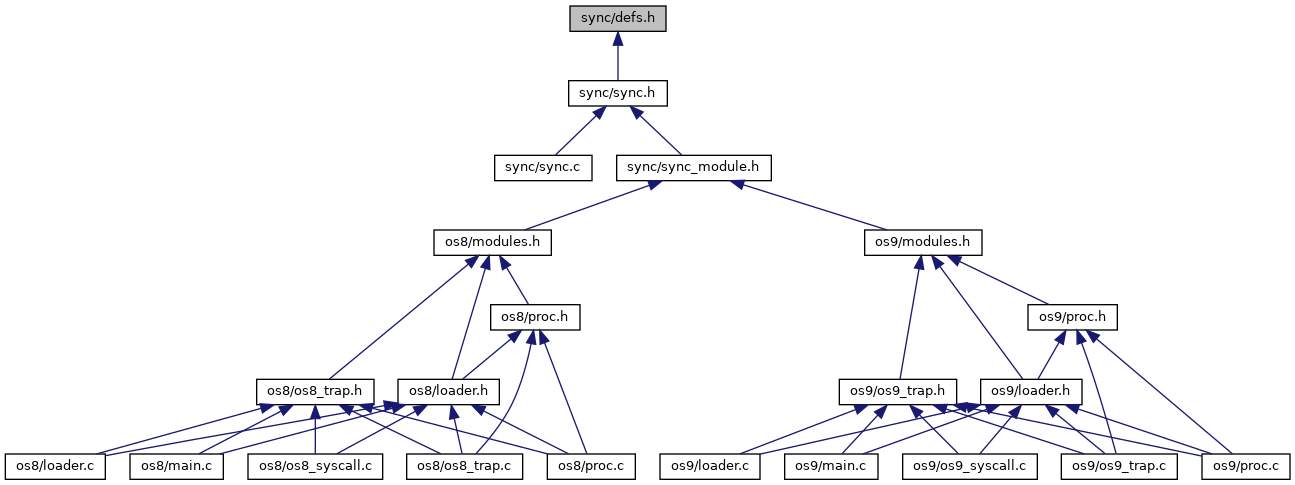 sync/defs.h
sync/sync.h
sync/sync.c
sync/sync_module.h
os8/modules.h
os9/modules.h
os8/proc.h
os9/proc.h
os8/os8_trap.h
os8/loader.h
os9/os9_trap.h
os9/loader.h
os8/loader.c
os8/main.c
os8/os8_syscall.c
os8/os8_trap.c
os8/proc.c
os9/loader.c
os9/main.c
os9/os9_syscall.c
os9/os9_trap.c
os9/proc.c